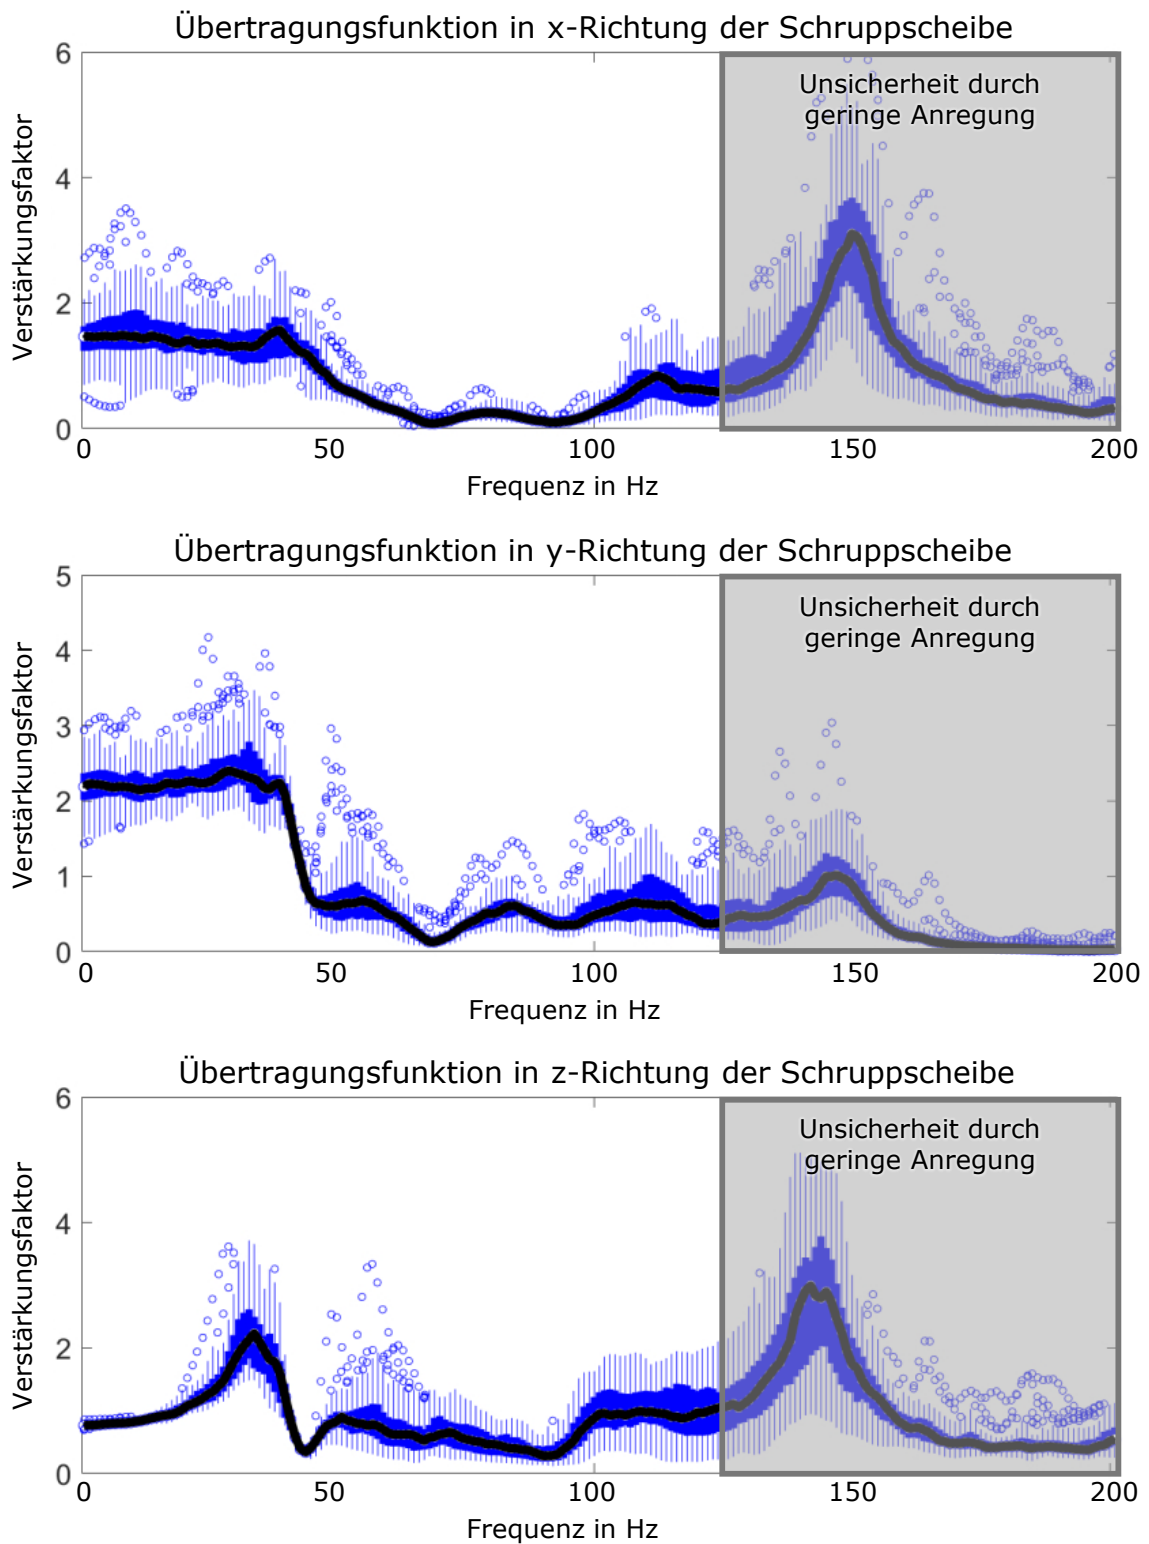 Übertragungsfunktion in x-Richtung der Schruppscheibe
6
Unsicherheit durch
geringe Anregung
Verstärkungsfaktor
4
2
0
0 50 100 150 200
Frequenz in Hz
Übertragungsfunktion in y-Richtung der Schruppscheibe
5
Unsicherheit durch
geringe Anregung
Verstärkungsfaktor
4
3
2
1
0
0 50 100 150 200
Frequenz in Hz
Übertragungsfunktion in z-Richtung der Schruppscheibe
6
Unsicherheit durch
geringe Anregung
Verstärkungsfaktor
4
2
0
0 50 100 150 200
Frequenz in Hz